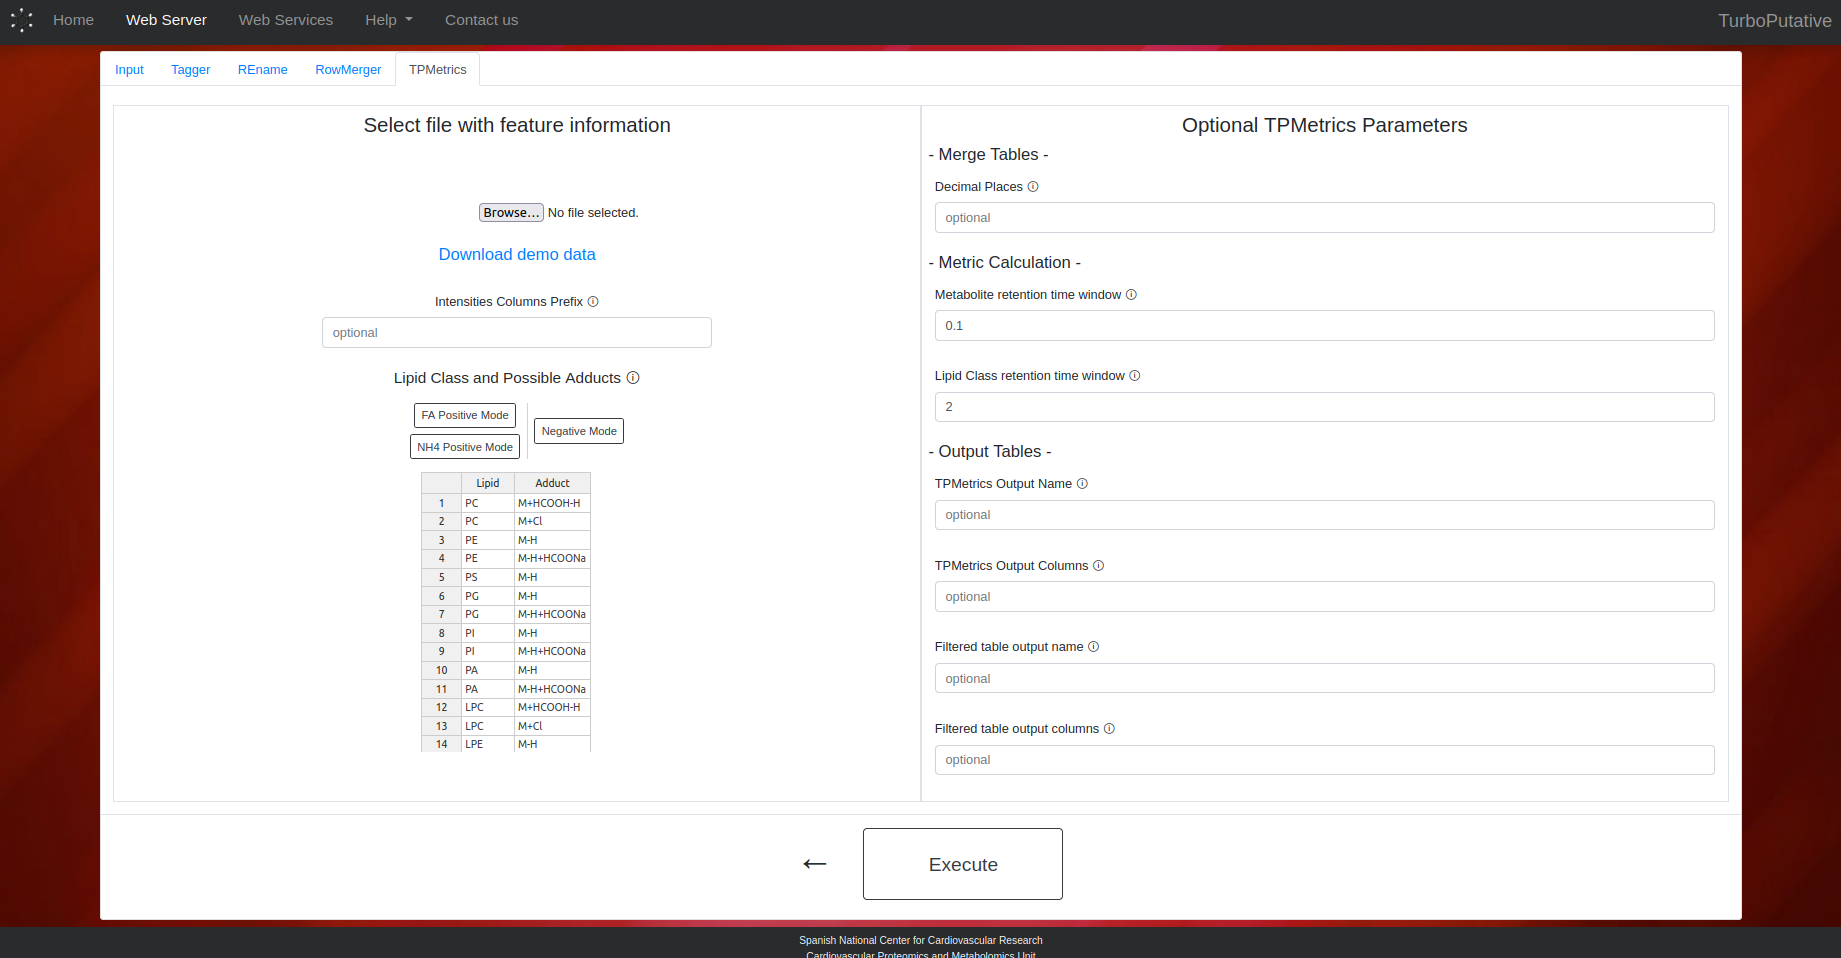 Home Web Server Web Services Help Contact us TurboPutative
Input Tagger REname RowMerger TPMetrics
Select file with feature information
Browse... No file selected.
Download demo data
Intensities Columns Prefix
optional
Lipid Class and Possible Adducts
FA Positive Mode
NH4 Positive Mode
Negative Mode
Lipid Adduct
1 PC M+HCOOH-H
2 PC M+Cl
3 PE M-H
4 PE M-H+HCOONa
5 PS M-H
6 PG M-H
7 PG M-H+HCOONa
8 PI M-H
9 PI M-H+HCOONa
10 PA M-H
11 PA M-H+HCOONa
12 LPC M+HCOOH-H
13 LPC M+Cl
14 LPE M-H
Optional TPMetrics Parameters
- Merge Tables -
Decimal Places
optional
- Metric Calculation -
Metabolite retention time window
0.1
Lipid Class retention time window
2
- Output Tables -
TPMetrics Output Name
optional
TPMetrics Output Columns
optional
Filtered table output name
optional
Filtered table output columns
optional
← Execute
Spanish National Center for Cardiovascular Research
Cardiovascular Proteomics and Metabolomics Unit